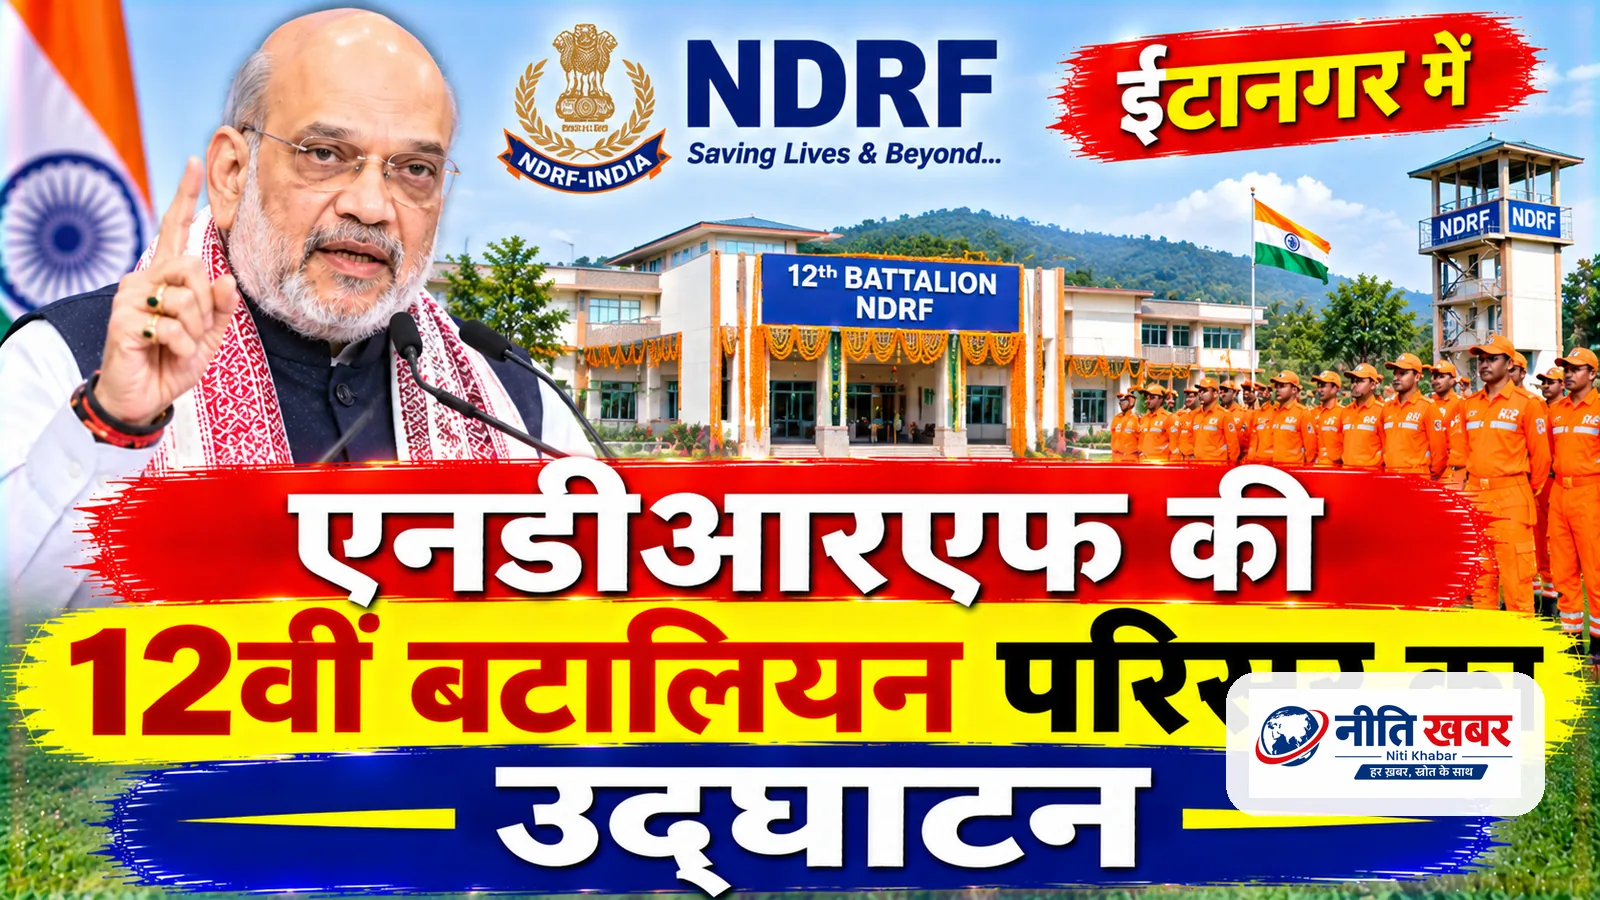 NDRF-INDIA
NDRF
Saving Lives & Beyond...
ईटानगर में
NDRF NDRF
12th BATTALION
NDRF
एनडीआरएफ की
12वीं बटालियन परिसर का
उद्घाटन
नीति खबर
Niti Khabar
हर ख़बर, स्रोत के साथ